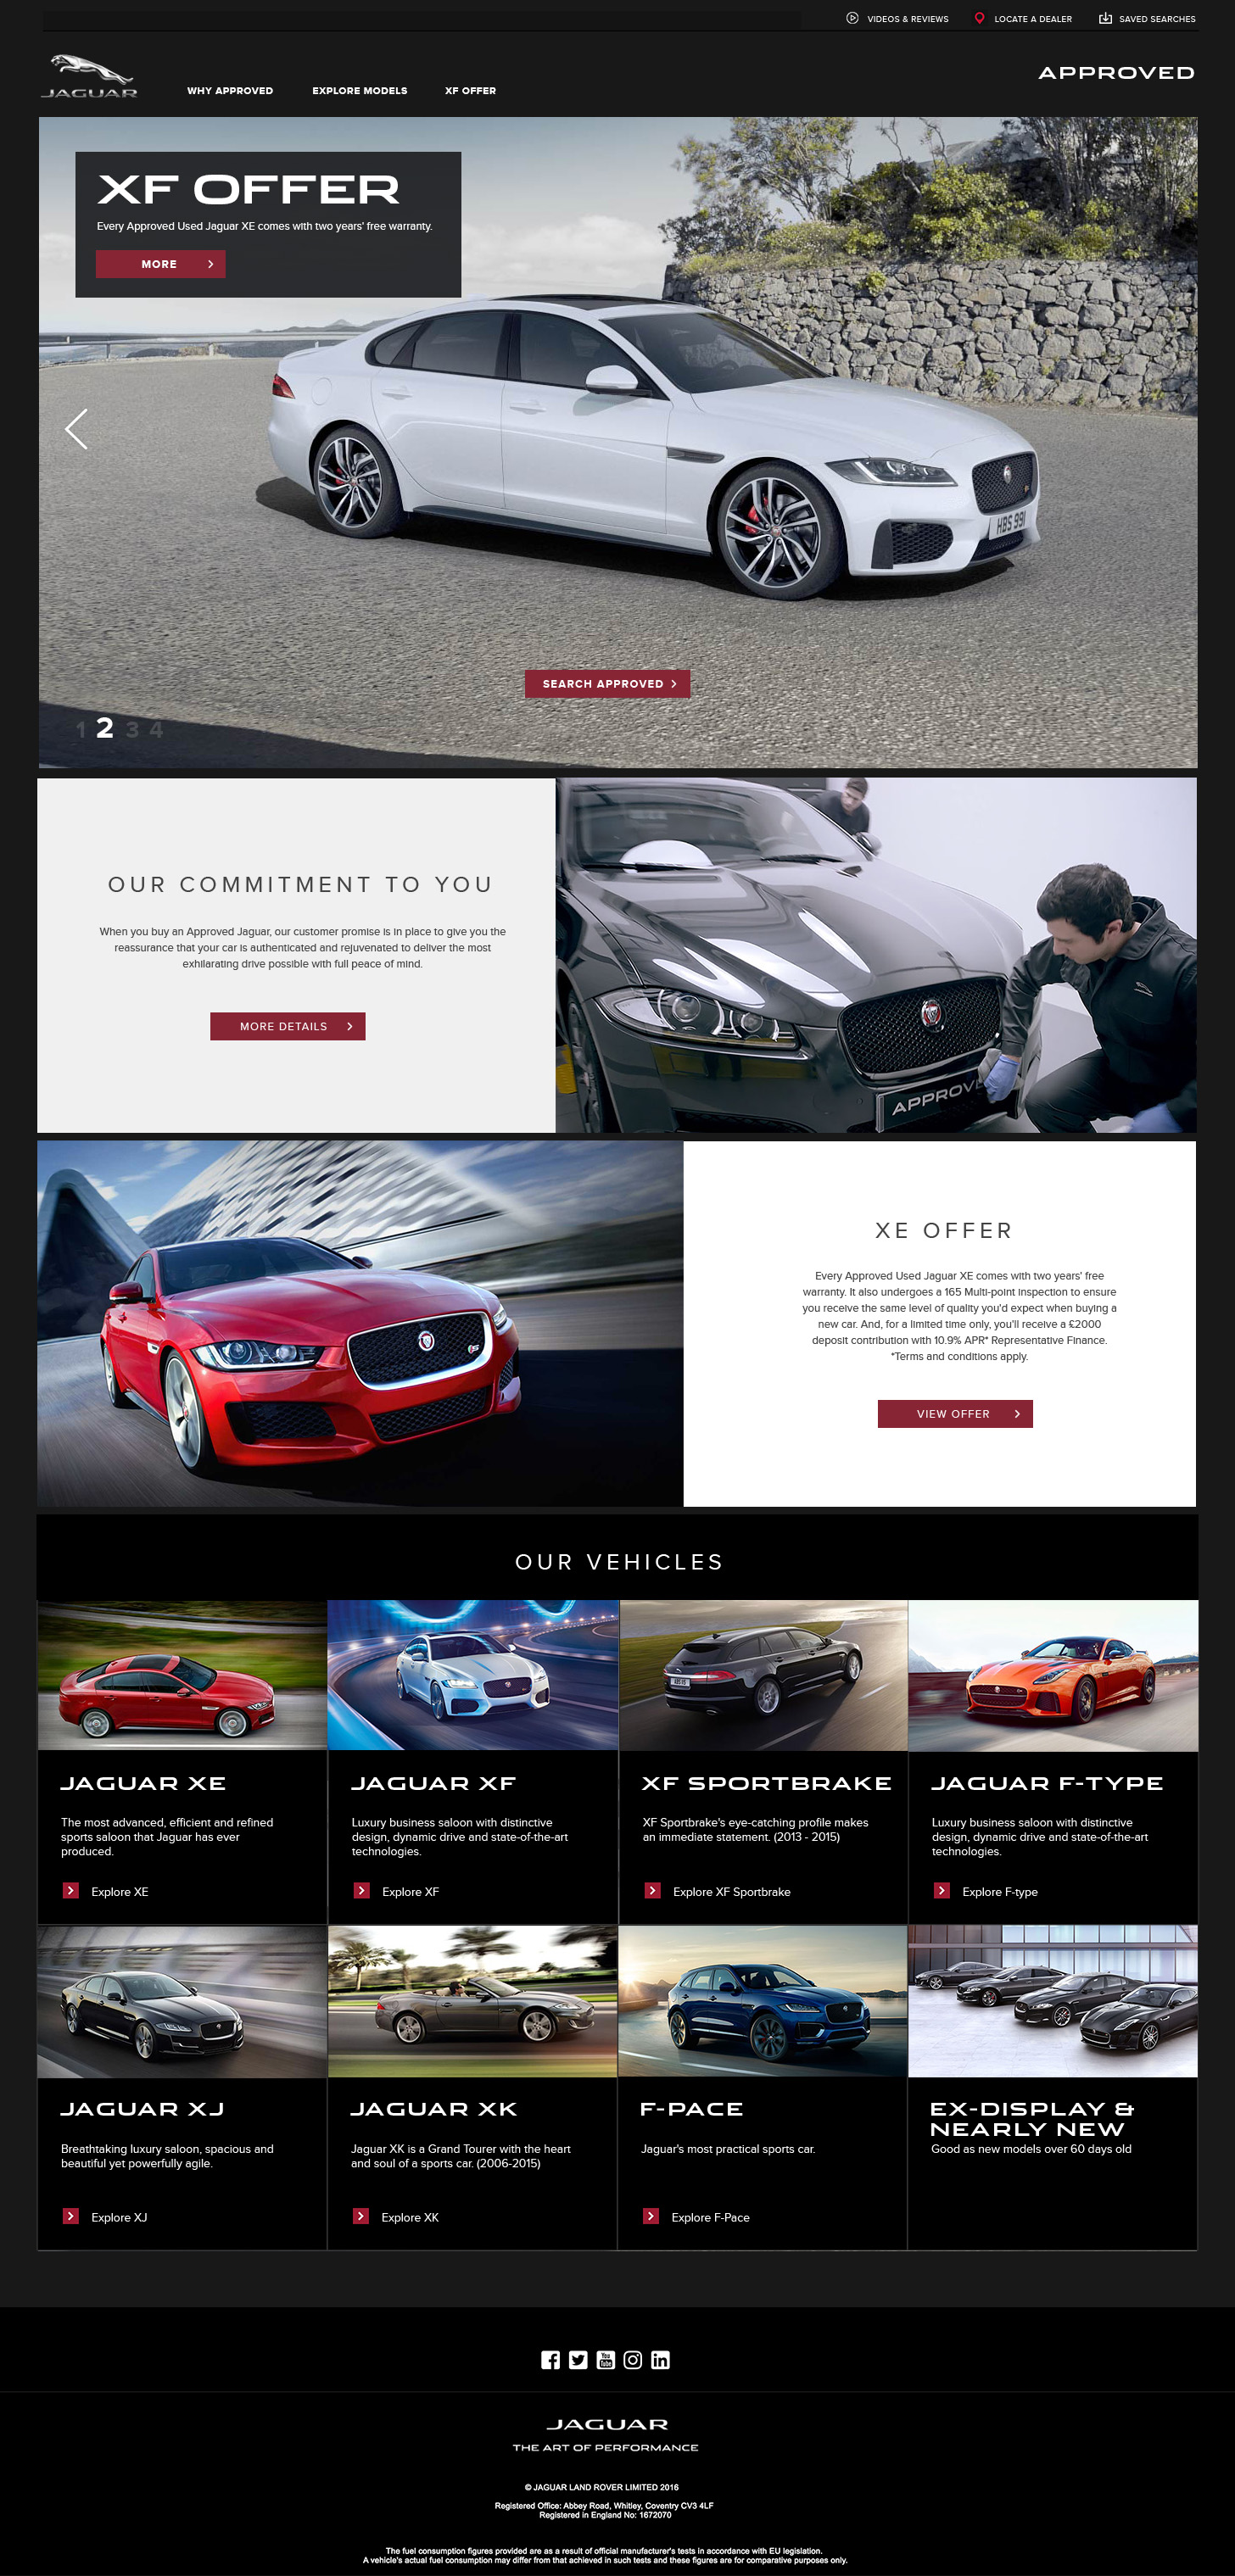 VIDEOS & REVIEWS
LOCATE A DEALER
SAVED SEARCHES
JAGUAR
WHY APPROVED
EXPLORE MODELS
XF OFFER
APPROVED
XF OFFER
Every Approved Used Jaguar XE comes with two years' free warranty.
MORE
HBS 991
SEARCH APPROVED
1 2 3 4
OUR COMMITMENT TO YOU
When you buy an Approved Jaguar, our customer promise is in place to give you the
reassurance that your car is authenticated and rejuvenated to deliver the most
exhilarating drive possible with full peace of mind.
MORE DETAILS
APPROVE
XE OFFER
Every Approved Used Jaguar XE comes with two years' free
warranty. It also undergoes a 165 Multi-point inspection to ensure
you receive the same level of quality you'd expect when buying a
new car. And, for a limited time only, you'll receive a £2000
deposit contribution with 10.9% APR* Representative Finance.
*Terms and conditions apply.
VIEW OFFER
OUR VEHICLES
JAGUAR XE
The most advanced, efficient and refined
sports saloon that Jaguar has ever
produced.
Explore XE
JAGUAR XF
Luxury business saloon with distinctive
design, dynamic drive and state-of-the-art
technologies.
Explore XF
XF SPORTBRAKE
XF Sportbrake's eye-catching profile makes
an immediate statement. (2013 - 2015)
Explore XF Sportbrake
JAGUAR F-TYPE
Luxury business saloon with distinctive
design, dynamic drive and state-of-the-art
technologies.
Explore F-type
JAGUAR XJ
Breathtaking luxury saloon, spacious and
beautiful yet powerfully agile.
Explore XJ
JAGUAR XK
Jaguar XK is a Grand Tourer with the heart
and soul of a sports car. (2006-2015)
Explore XK
F-PACE
Jaguar's most practical sports car.
Explore F-Pace
EX-DISPLAY &
NEARLY NEW
Good as new models over 60 days old
You
Tube
in
JAGUAR
THE ART OF PERFORMANCE
© JAGUAR LAND ROVER LIMITED 2016
Registered Office: Abbey Road, Whitley, Coventry CV3 4LF
Registered in England No: 1672070
The fuel consumption figures provided are as a result of official manufacturer's tests in accordance with EU legislation.
A vehicle's actual fuel consumption may differ from that achieved in such tests and these figures are for comparative purposes only.